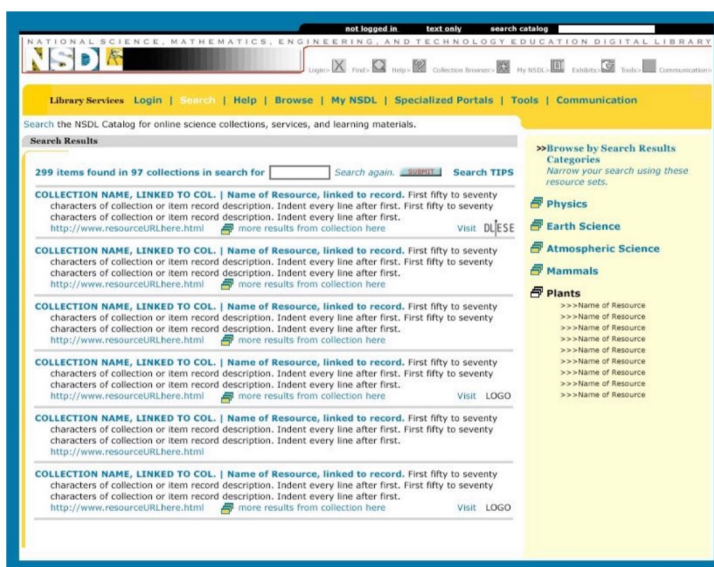 not logged in text only search catalog
NATIONAL SCIENCE, MATHEMATICS, ENGINEERING, AND TECHNOLOGY EDUCATION DIGITAL LIBRARY
NSDL
Login> Find> Help> Collection Browser> My NSDL> Exhibits> Tools> Communication>
Library Services Login | Search | Help | Browse | My NSDL | Specialized Portals | Tools | Communication
Search the NSDL Catalog for online science collections, services, and learning materials.
Search Results
299 items found in 97 collections in search for Search again. SUBMIT Search TIPS
COLLECTION NAME, LINKED TO COL. | Name of Resource, linked to record. First fifty to seventy
characters of collection or item record description. Indent every line after first. First fifty to seventy
characters of collection or item record description. Indent every line after first.
http://www.resourceURLhere.html more results from collection here Visit DLESE
COLLECTION NAME, LINKED TO COL. | Name of Resource, linked to record. First fifty to seventy
characters of collection or item record description. Indent every line after first. First fifty to seventy
characters of collection or item record description. Indent every line after first.
http://www.resourceURLhere.html more results from collection here
COLLECTION NAME, LINKED TO COL. | Name of Resource, linked to record. First fifty to seventy
characters of collection or item record description. Indent every line after first. First fifty to seventy
characters of collection or item record description. Indent every line after first.
http://www.resourceURLhere.html more results from collection here
COLLECTION NAME, LINKED TO COL. | Name of Resource, linked to record. First fifty to seventy
characters of collection or item record description. Indent every line after first. First fifty to seventy
characters of collection or item record description. Indent every line after first.
http://www.resourceURLhere.html more results from collection here Visit LOGO
COLLECTION NAME, LINKED TO COL. | Name of Resource, linked to record. First fifty to seventy
characters of collection or item record description. Indent every line after first. First fifty to seventy
characters of collection or item record description. Indent every line after first.
http://www.resourceURLhere.html
COLLECTION NAME, LINKED TO COL. | Name of Resource, linked to record. First fifty to seventy
characters of collection or item record description. Indent every line after first. First fifty to seventy
characters of collection or item record description. Indent every line after first.
http://www.resourceURLhere.html more results from collection here Visit LOGO
>>Browse by Search Results
Categories
Narrow your search using these
resource sets.
Physics
Earth Science
Atmospheric Science
Mammals
Plants
>>>Name of Resource
>>>Name of Resource
>>>Name of Resource
>>>Name of Resource
>>>Name of Resource
>>>Name of Resource
>>>Name of Resource
>>>Name of Resource
>>>Name of Resource